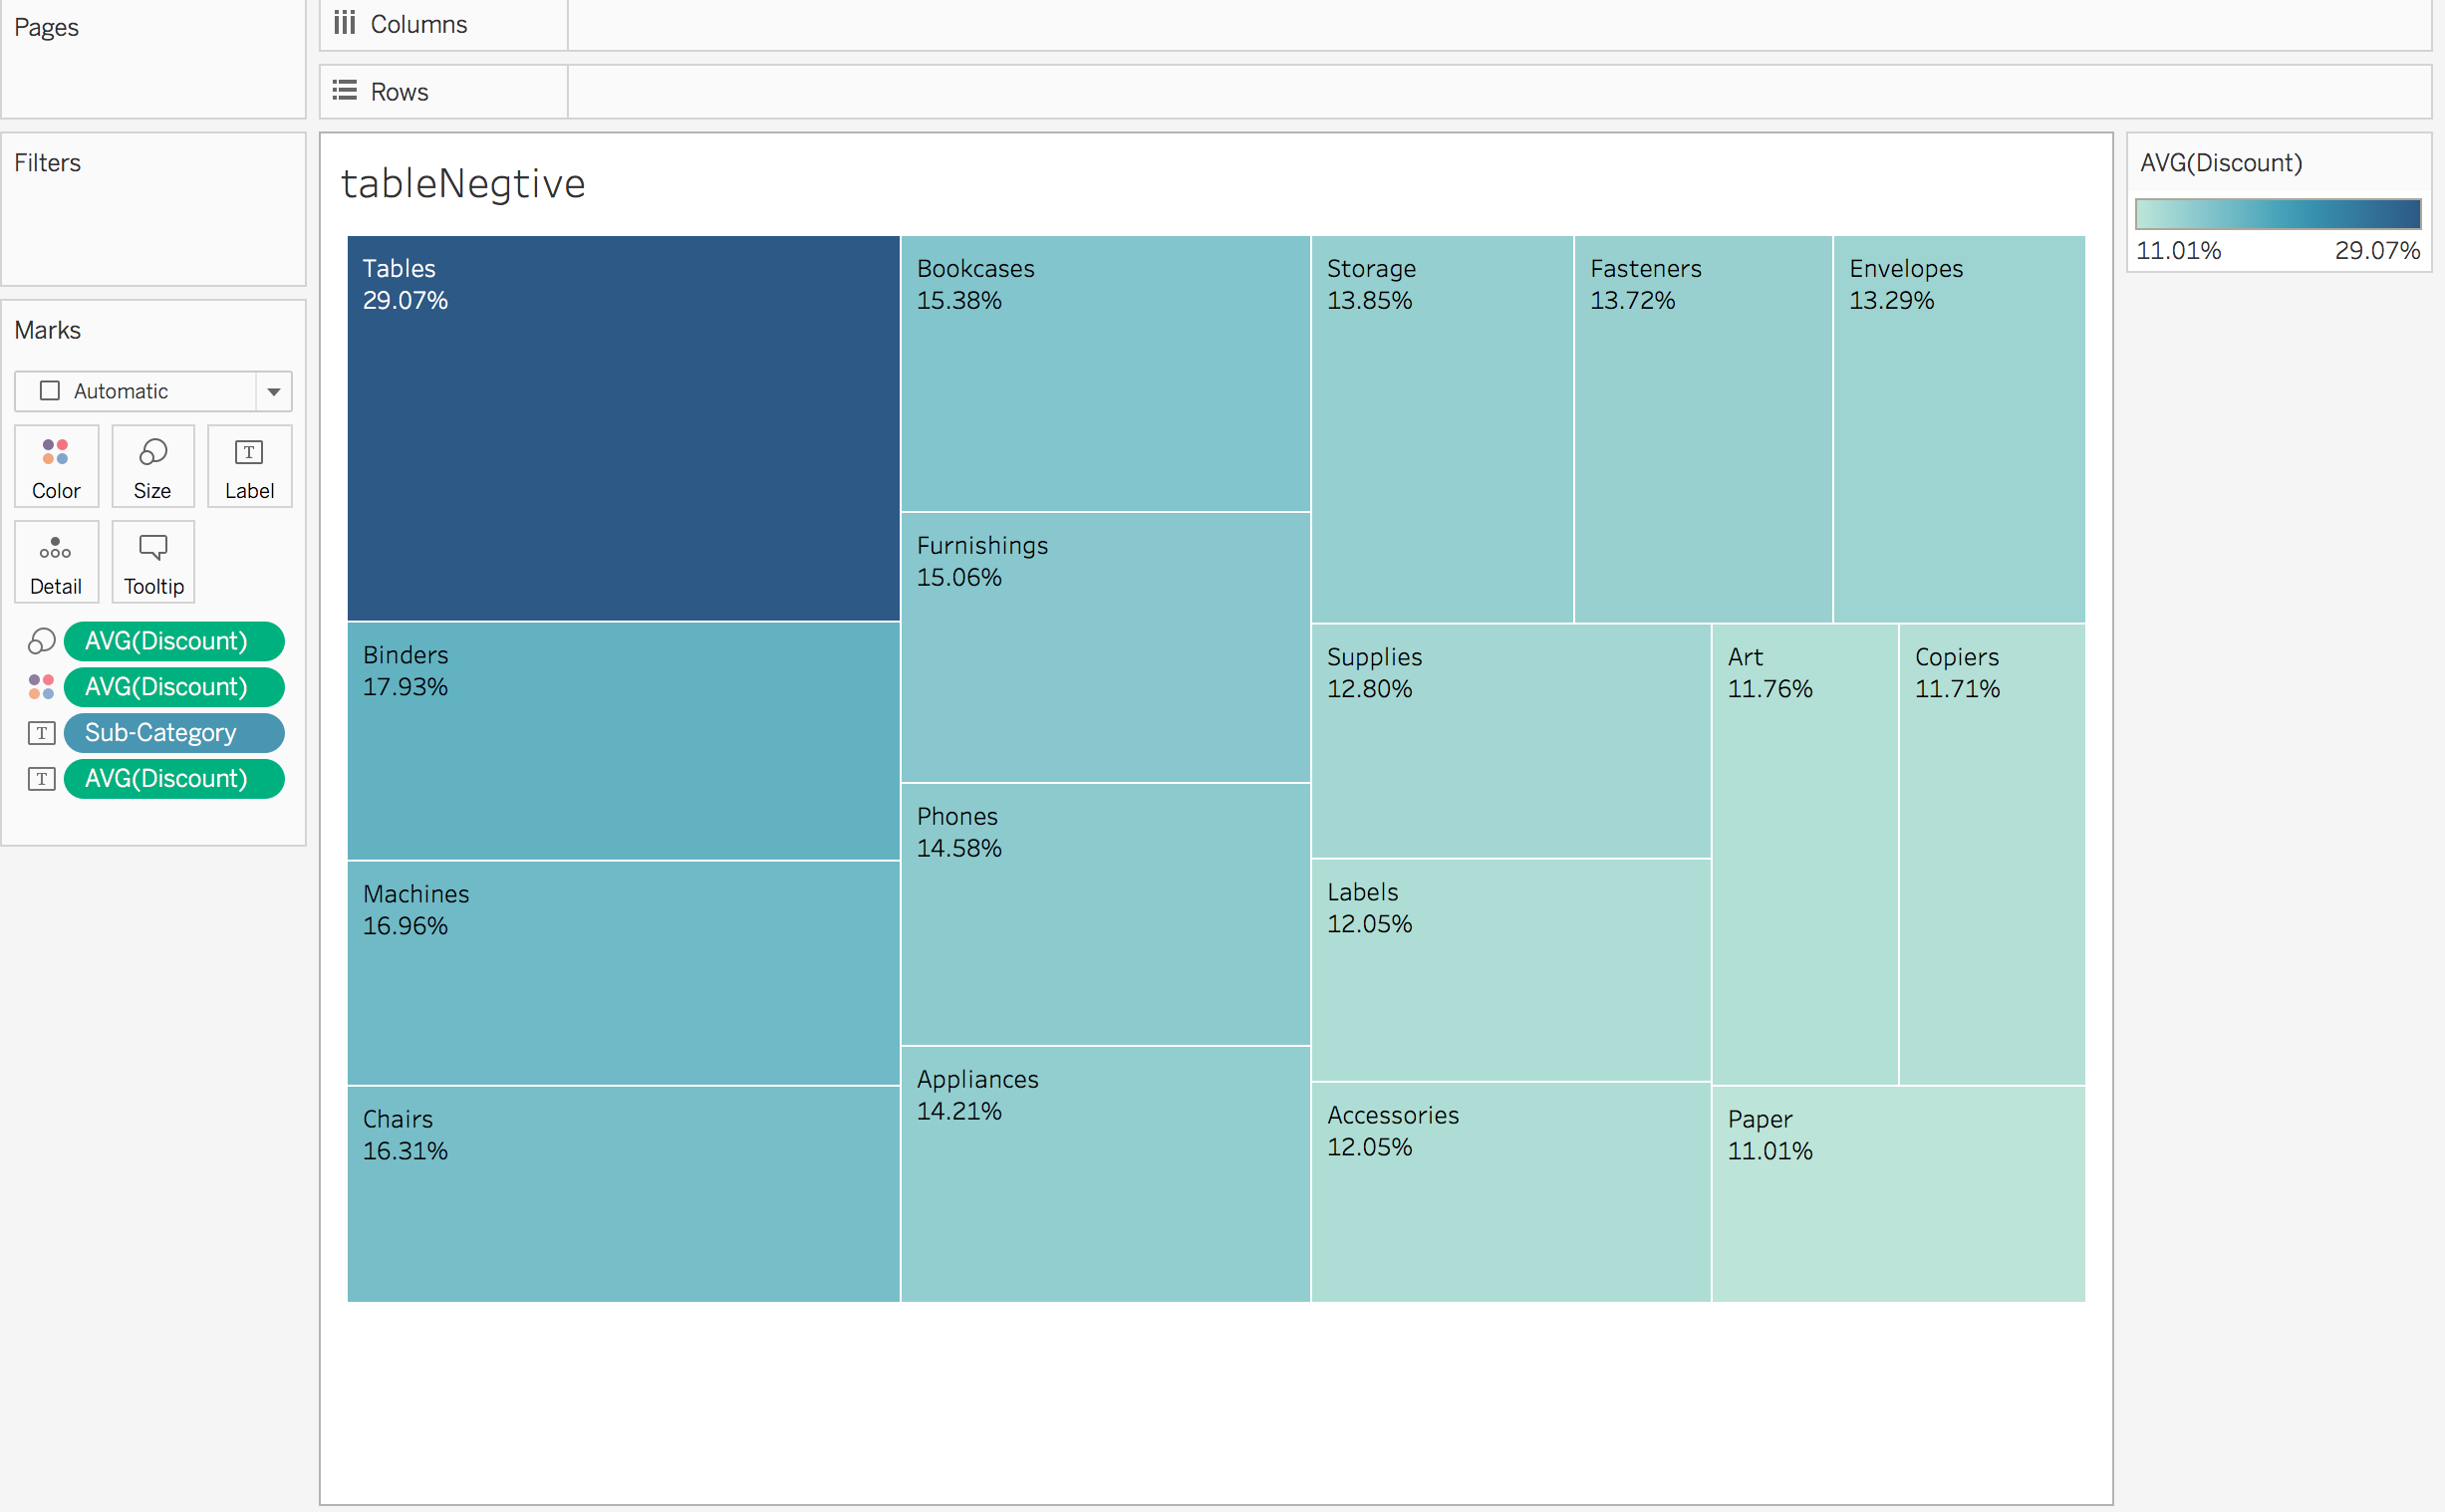 Pages
Columns
Rows
Filters
Marks
Automatic
Color
Size
Label
Detail
Tooltip
AVG(Discount)
AVG(Discount)
Sub-Category
AVG(Discount)
tableNegtive
Tables
29.07%
Binders
17.93%
Machines
16.96%
Chairs
16.31%
Bookcases
15.38%
Furnishings
15.06%
Phones
14.58%
Appliances
14.21%
Storage
13.85%
Fasteners
13.72%
Envelopes
13.29%
Supplies
12.80%
Labels
12.05%
Accessories
12.05%
Art
11.76%
Copiers
11.71%
Paper
11.01%
AVG(Discount)
11.01% 29.07%